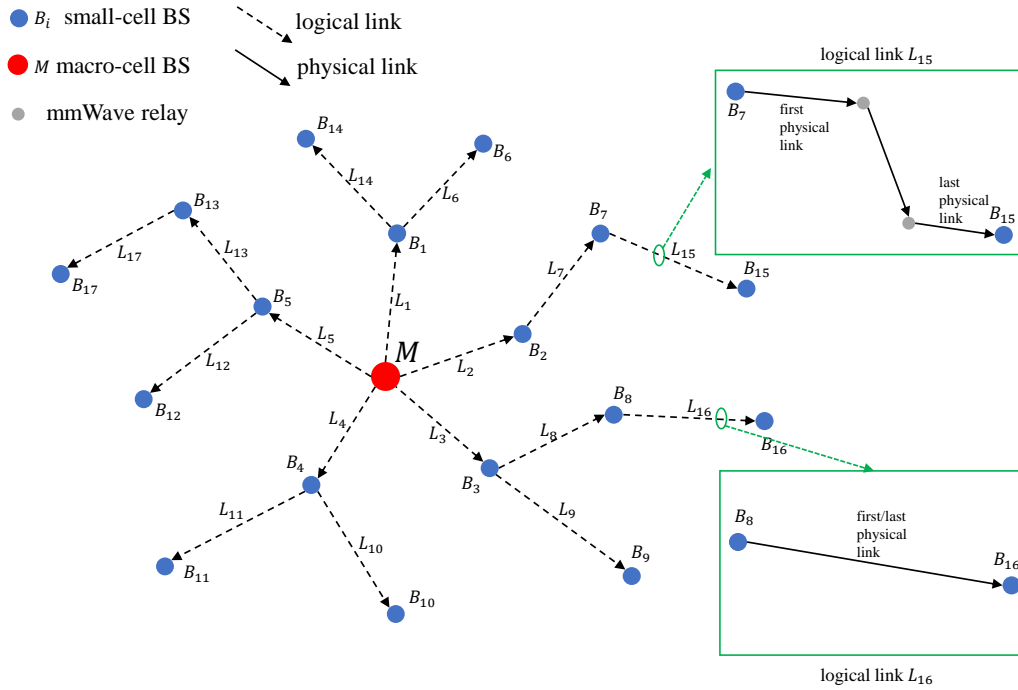 B_i small-cell BS
M macro-cell BS
mmWave relay
logical link
physical link
logical link L_15
B_7
first
physical
link
last
physical
link
B_15
B_14
B_6
L_14
L_6
B_13
B_1
B_7
L_17
L_13
L_15
B_17
B_15
L_7
B_5
L_1
L_5
M
B_2
L_2
L_12
B_12
B_8
L_16
B_16
L_4
L_3
L_8
B_4
B_3
L_11
L_9
L_10
B_9
B_11
B_10
B_8
first/last
physical
link
B_16
logical link L_16